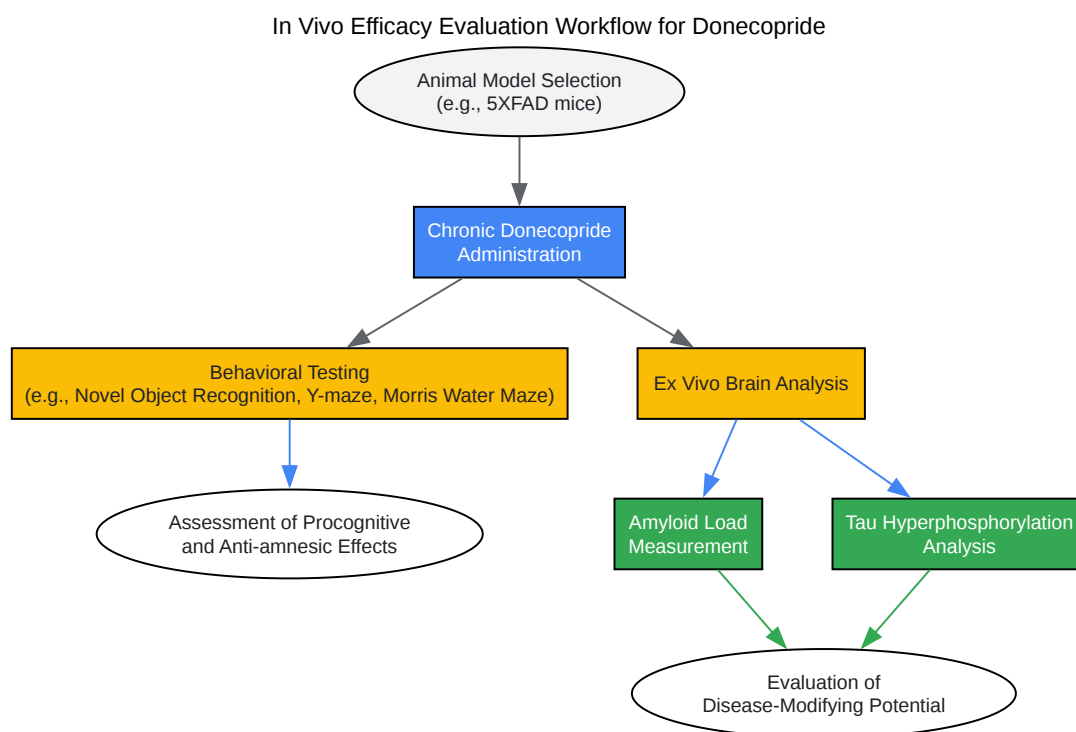 In Vivo Efficacy Evaluation Workflow for Donecopride
Animal Model Selection
(e.g., 5XFAD mice)
Chronic Donecopride
Administration
Behavioral Testing
(e.g., Novel Object Recognition, Y-maze, Morris Water Maze)
Ex Vivo Brain Analysis
Assessment of Procognitive
and Anti-amnesic Effects
Amyloid Load
Measurement
Tau Hyperphosphorylation
Analysis
Evaluation of
Disease-Modifying Potential